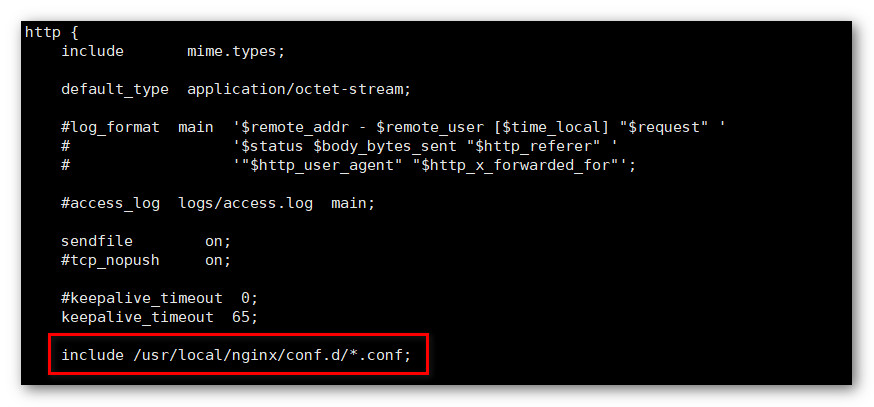 http {
    include       mime.types;
    default_type  application/octet-stream;
    #log_format  main  '$remote_addr - $remote_user [$time_local] "$request" '
    #                  '$status $body_bytes_sent "$http_referer" '
    #                  '"$http_user_agent" "$http_x_forwarded_for"';
    #access_log  logs/access.log  main;
    sendfile        on;
    #tcp_nopush     on;
    #keepalive_timeout  0;
    keepalive_timeout  65;
    include /usr/local/nginx/conf.d/*.conf;